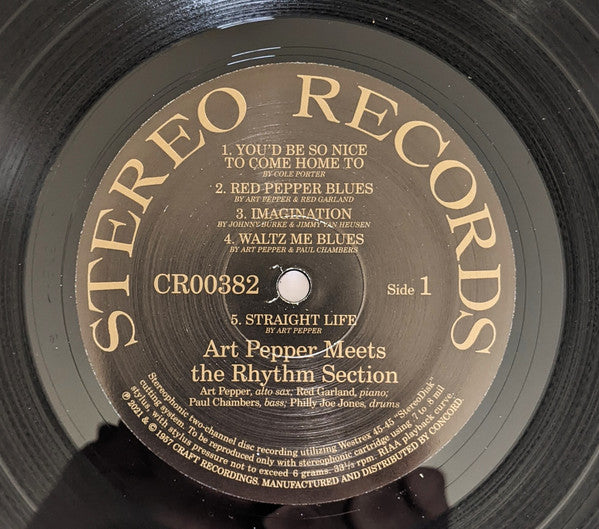 STEREO RECORDS
1. YOU'D BE SO NICE
TO COME HOME TO
BY COLE PORTER
2. RED PEPPER BLUES
BY ART PEPPER & RED GARLAND
3. IMAGINATION
BY JOHNNY BURKE & JIMMY VAN HEUSEN
4. WALTZ ME BLUES
BY ART PEPPER & PAUL CHAMBERS
CR00382
Side 1
5. STRAIGHT LIFE
BY ART PEPPER
Art Pepper Meets
the Rhythm Section
Art Pepper, alto sax; Red Garland, piano;
Paul Chambers, bass; Philly Joe Jones, drums
Stereophonic two-channel disc recording utilizing Westrex 45-45 "StereoDisk"
cutting system. To be reproduced only with stereophonic cartridge using .7 to 8 mil
stylus, with stylus pressure not to exceed 6 grams. 33⅓ rpm. RIAA playback curve.
℗ 2021 & © 1957 CRAFT RECORDINGS. MANUFACTURED AND DISTRIBUTED BY CONCORD.